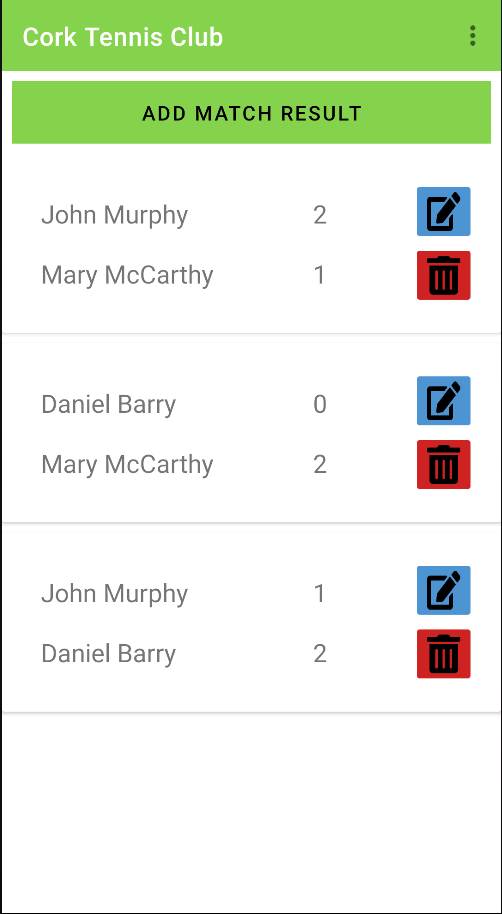 Cork Tennis Club
ADD MATCH RESULT
John Murphy 2
Mary McCarthy 1
Daniel Barry 0
Mary McCarthy 2
John Murphy 1
Daniel Barry 2